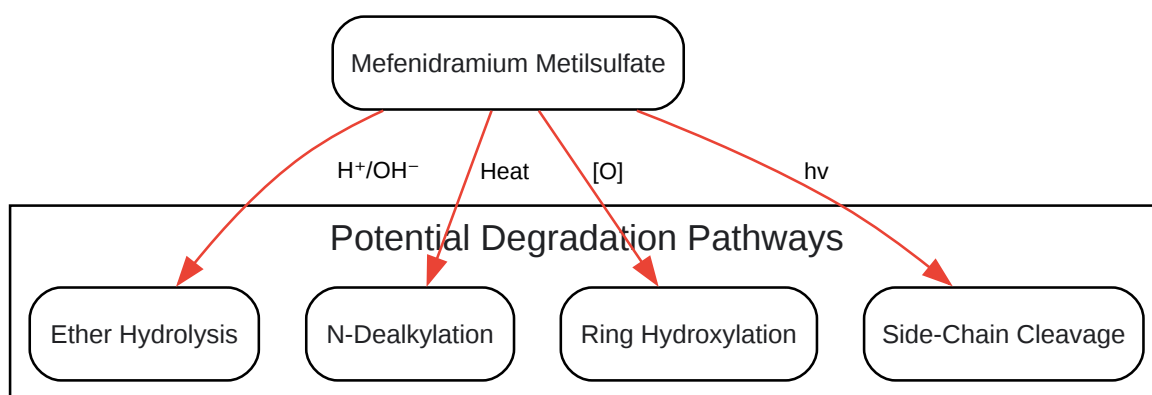 Mefenidramium Metilsulfate
H⁺/OH⁻
Heat
[O]
hv
Potential Degradation Pathways
Ether Hydrolysis
N-Dealkylation
Ring Hydroxylation
Side-Chain Cleavage